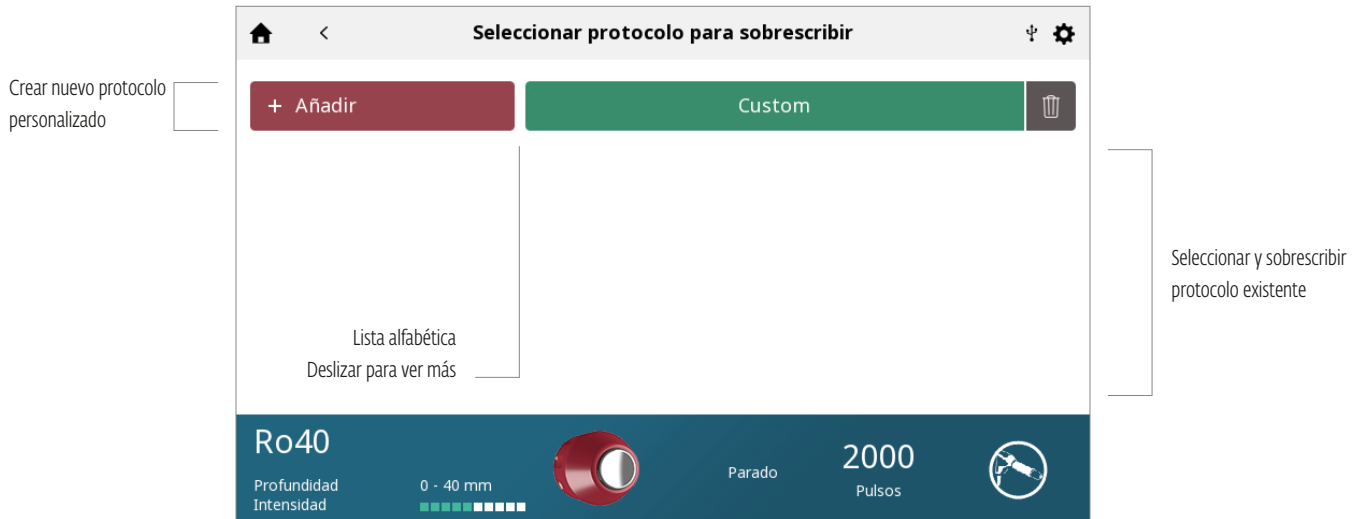 Seleccionar protocolo para sobrescribir
Crear nuevo protocolo
personalizado
+ Añadir
Custom
Seleccionar y sobrescribir
protocolo existente
Lista alfabética
Deslizar para ver más
Ro40
Profundidad
0 - 40 mm
Intensidad
Parado
2000
Pulsos